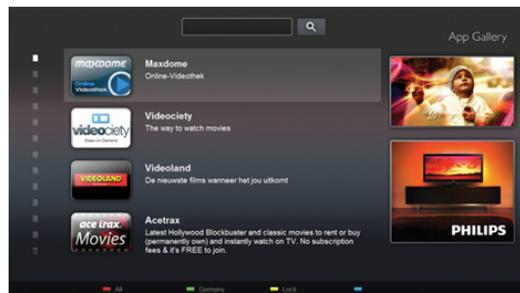 App Gallery
maxdome
Online
Videothek
Maxdome
Online-Videothek
videociety
Video on Demand
Videociety
The way to watch movies
VIDEOLAND
Videoland
De nieuwste films wanneer het jou uitkomt
ace trax.
Movies
Acetrax
Latest Hollywood Blockbuster and classic movies to rent or buy
(permanently own) and instantly watch on TV. No subscription
fees & it's FREE to join.
PHILIPS
All
Germany
Lock